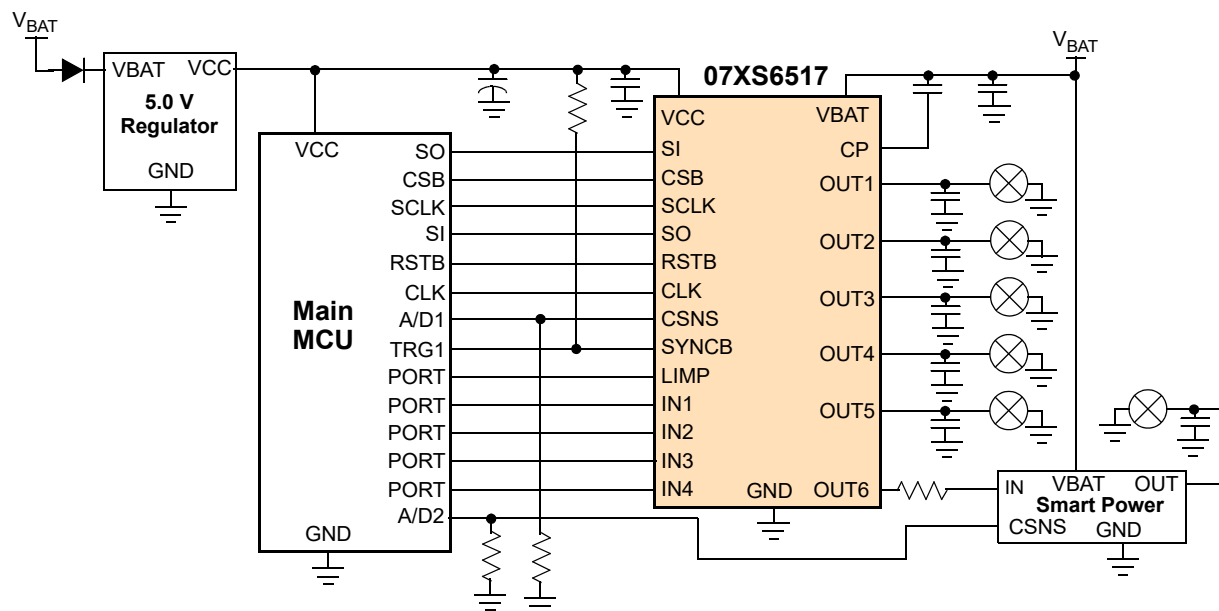 VBAT
VBAT VCC
5.0 V
Regulator
GND
VCC
SO
CSB
SCLK
SI
RSTB
CLK
A/D1
TRG1
PORT
PORT
PORT
PORT
PORT
A/D2
Main
MCU
GND
07XS6517
VCC
SI
CSB
SCLK
SO
RSTB
CLK
CSNS
SYNCB
LIMP
IN1
IN2
IN3
IN4
GND
VBAT
CP
OUT1
OUT2
OUT3
OUT4
OUT5
OUT6
VBAT
IN VBAT OUT
Smart Power
CSNS GND